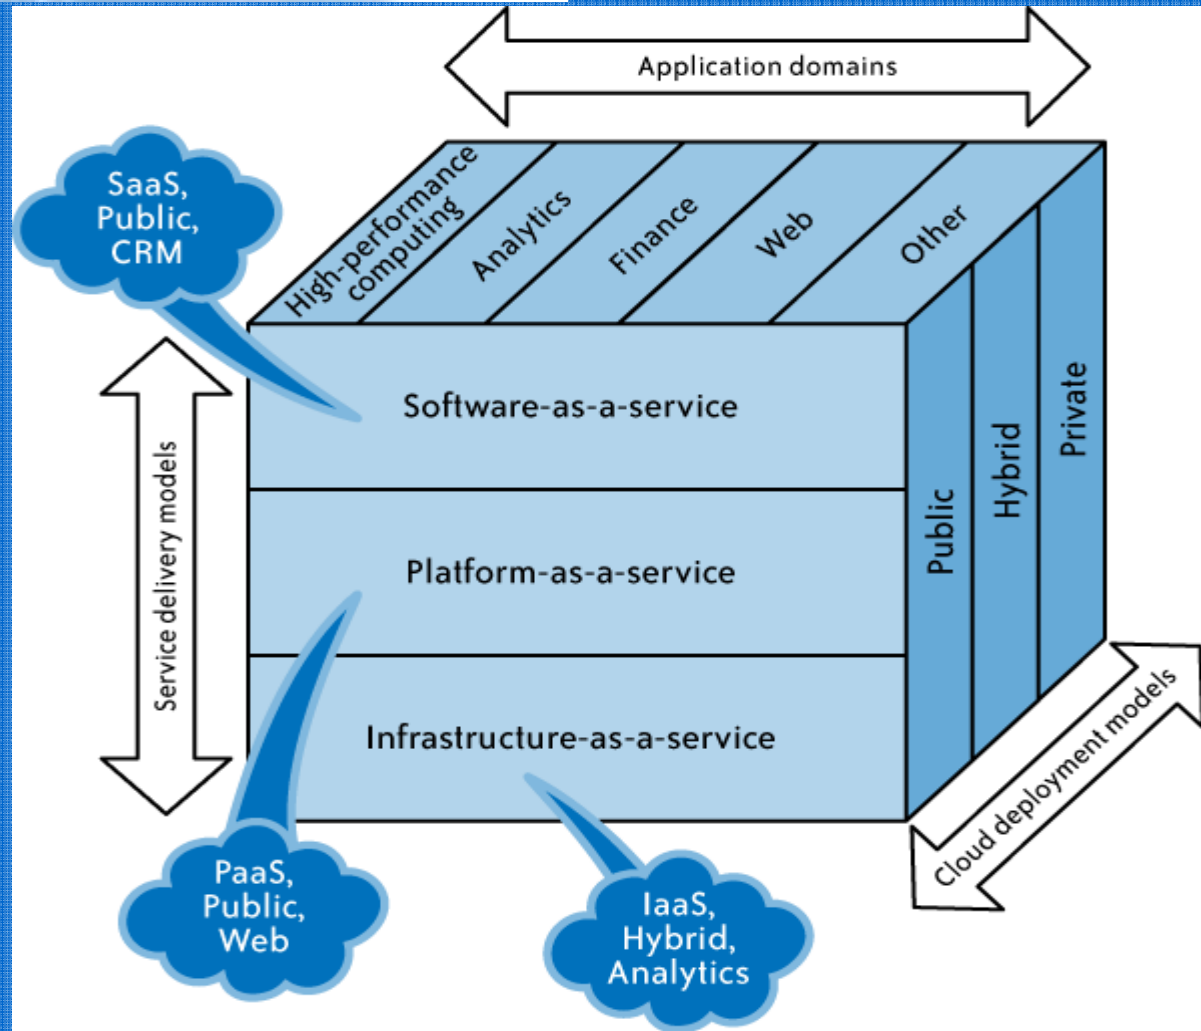 Application domains
High-performance
computing
Analytics
Finance
Web
Other
SaaS,
Public,
CRM
Software-as-a-service
Platform-as-a-service
Infrastructure-as-a-service
Service delivery models
Public
Hybrid
Private
Cloud deployment models
PaaS,
Public,
Web
IaaS,
Hybrid,
Analytics